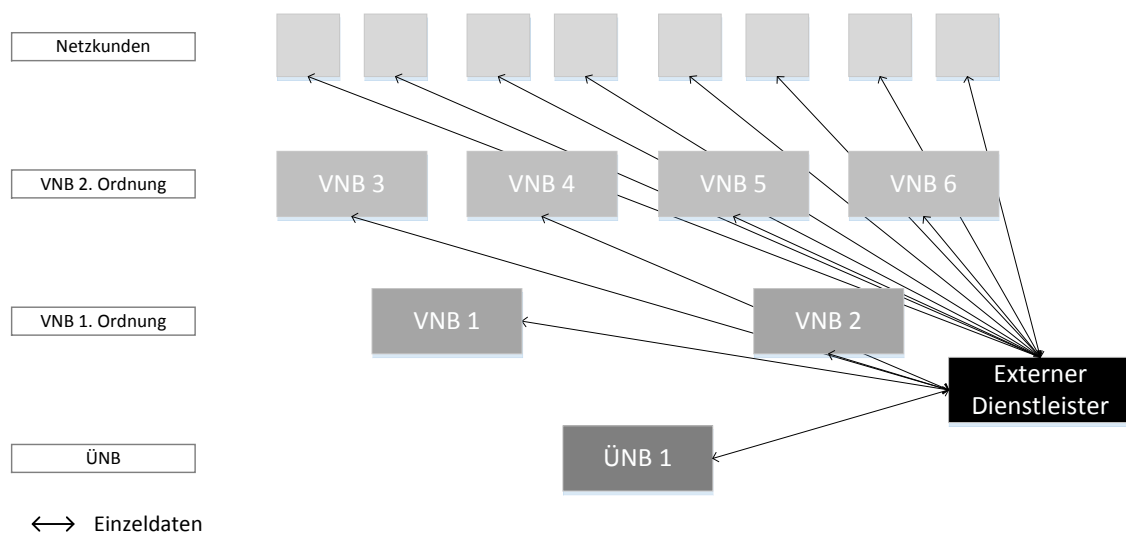 Netzkunden
VNB 2. Ordnung
VNB 3
VNB 4
VNB 5
VNB 6
VNB 1. Ordnung
VNB 1
VNB 2
Externer
Dienstleister
ÜNB
ÜNB 1
Einzeldaten